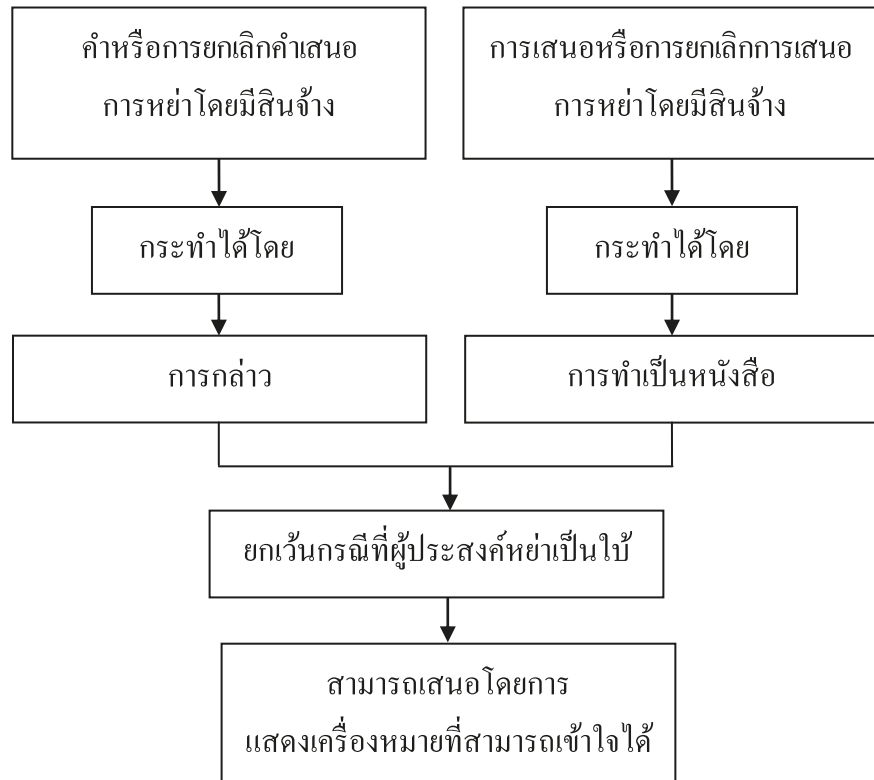 คำหรือการยกเลิกคำเสนอ
การหย่าโดยมีสินจ้าง
การเสนอหรือการยกเลิกการเสนอ
การหย่าโดยมีสินจ้าง
กระทำได้โดย
กระทำได้โดย
การกล่าว
การทำเป็นหนังสือ
ยกเว้นกรณีที่ผู้ประสงค์หย่าเป็นใบ้
สามารถเสนอโดยการ
แสดงเครื่องหมายที่สามารถเข้าใจได้